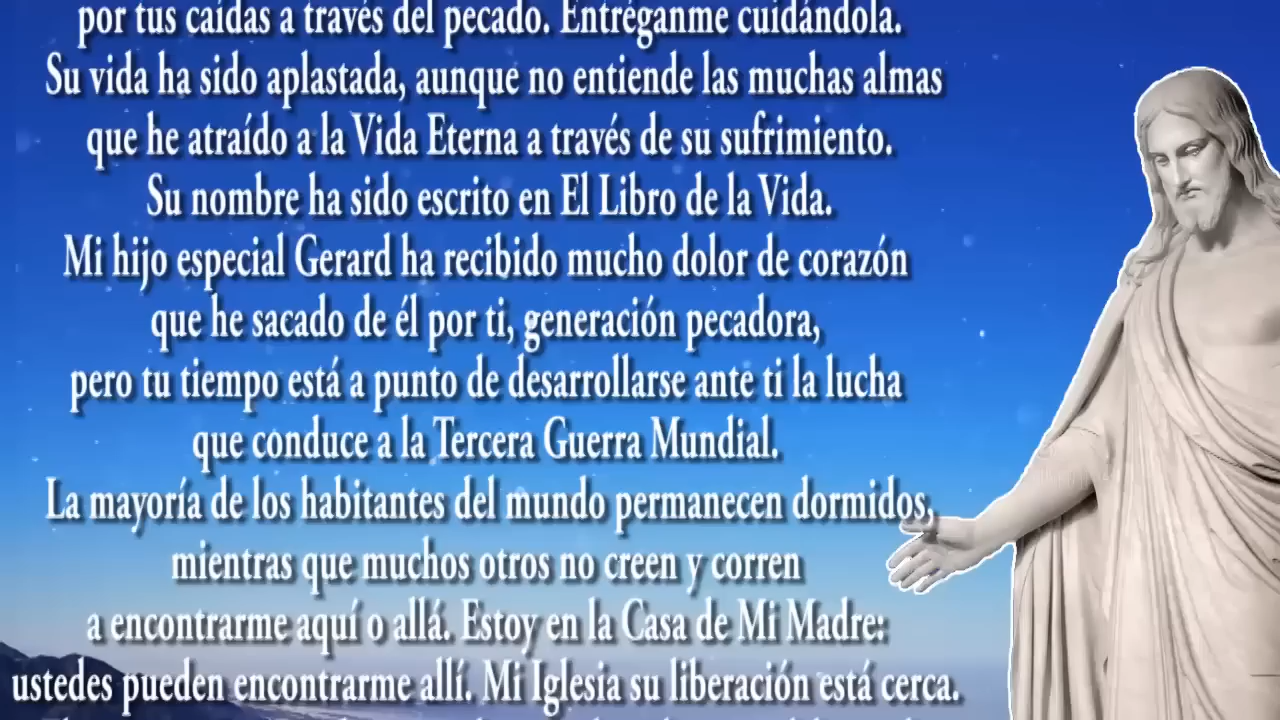 por tus caídas a través del pecado. Entréganme cuidándola.
Su vida ha sido aplastada, aunque no entiende las muchas almas
que he atraído a la Vida Eterna a través de su sufrimiento.
Su nombre ha sido escrito en El Libro de la Vida.
Mi hijo especial Gerard ha recibido mucho dolor de corazón
que he sacado de él por ti, generación pecadora,
pero tu tiempo está a punto de desarrollarse ante ti la lucha
que conduce a la Tercera Guerra Mundial.
La mayoría de los habitantes del mundo permanecen dormidos,
mientras que muchos otros no creen y corren
a encontrarme aquí o allá. Estoy en la Casa de Mi Madre:
ustedes pueden encontrarme allí. Mi Iglesia su liberación está cerca.